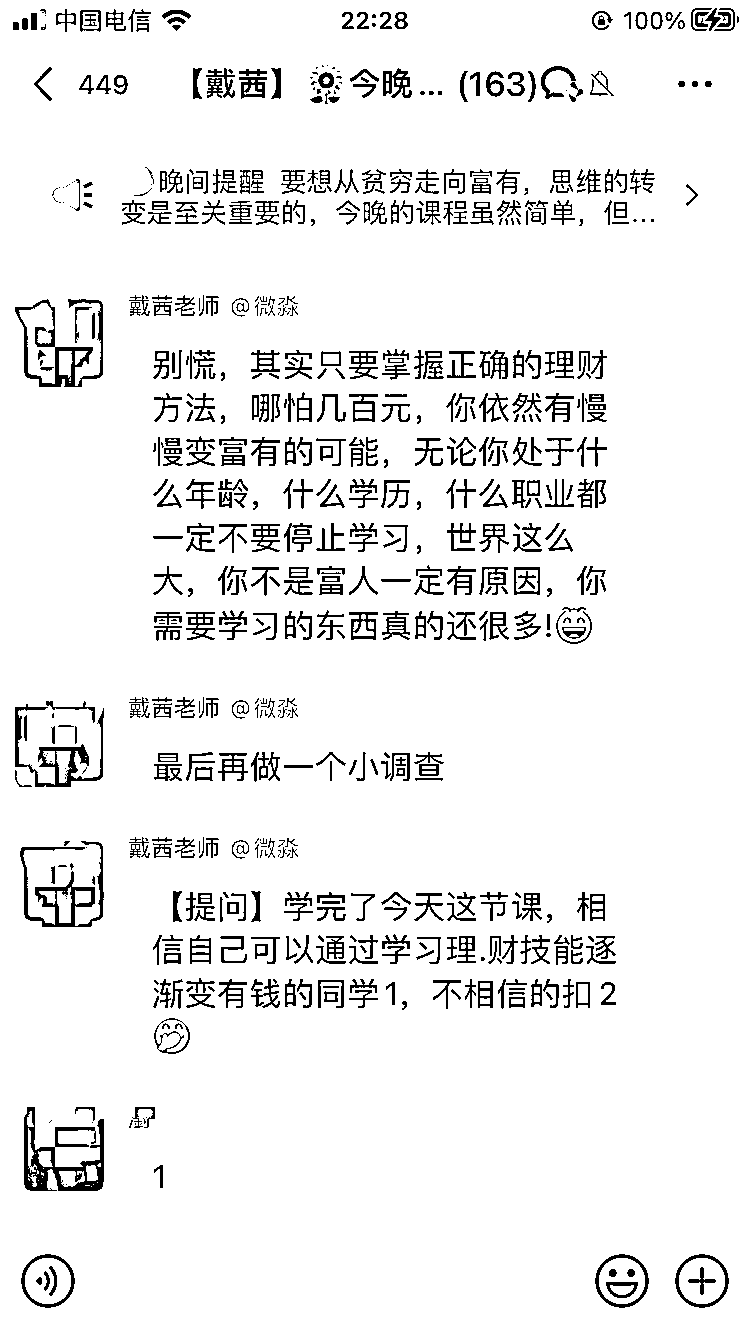 中国电信 22:28 100%
449 【戴茜】 今晚... (163)
晚间提醒 要想从贫穷走向富有，思维的转
变是至关重要的，今晚的课程虽然简单，但...
戴茜老师 @微淼
别慌，其实只要掌握正确的理财
方法，哪怕几百元，你依然有慢
慢变富有的可能，无论你处于什
么年龄，什么学历，什么职业都
一定不要停止学习，世界这么
大，你不是富人一定有原因，你
需要学习的东西真的还很多!😄
戴茜老师 @微淼
最后再做一个小调查
戴茜老师 @微淼
【提问】学完了今天这节课，相
信自己可以通过学习理.财技能逐
渐变有钱的同学1，不相信的扣2
🤭
1